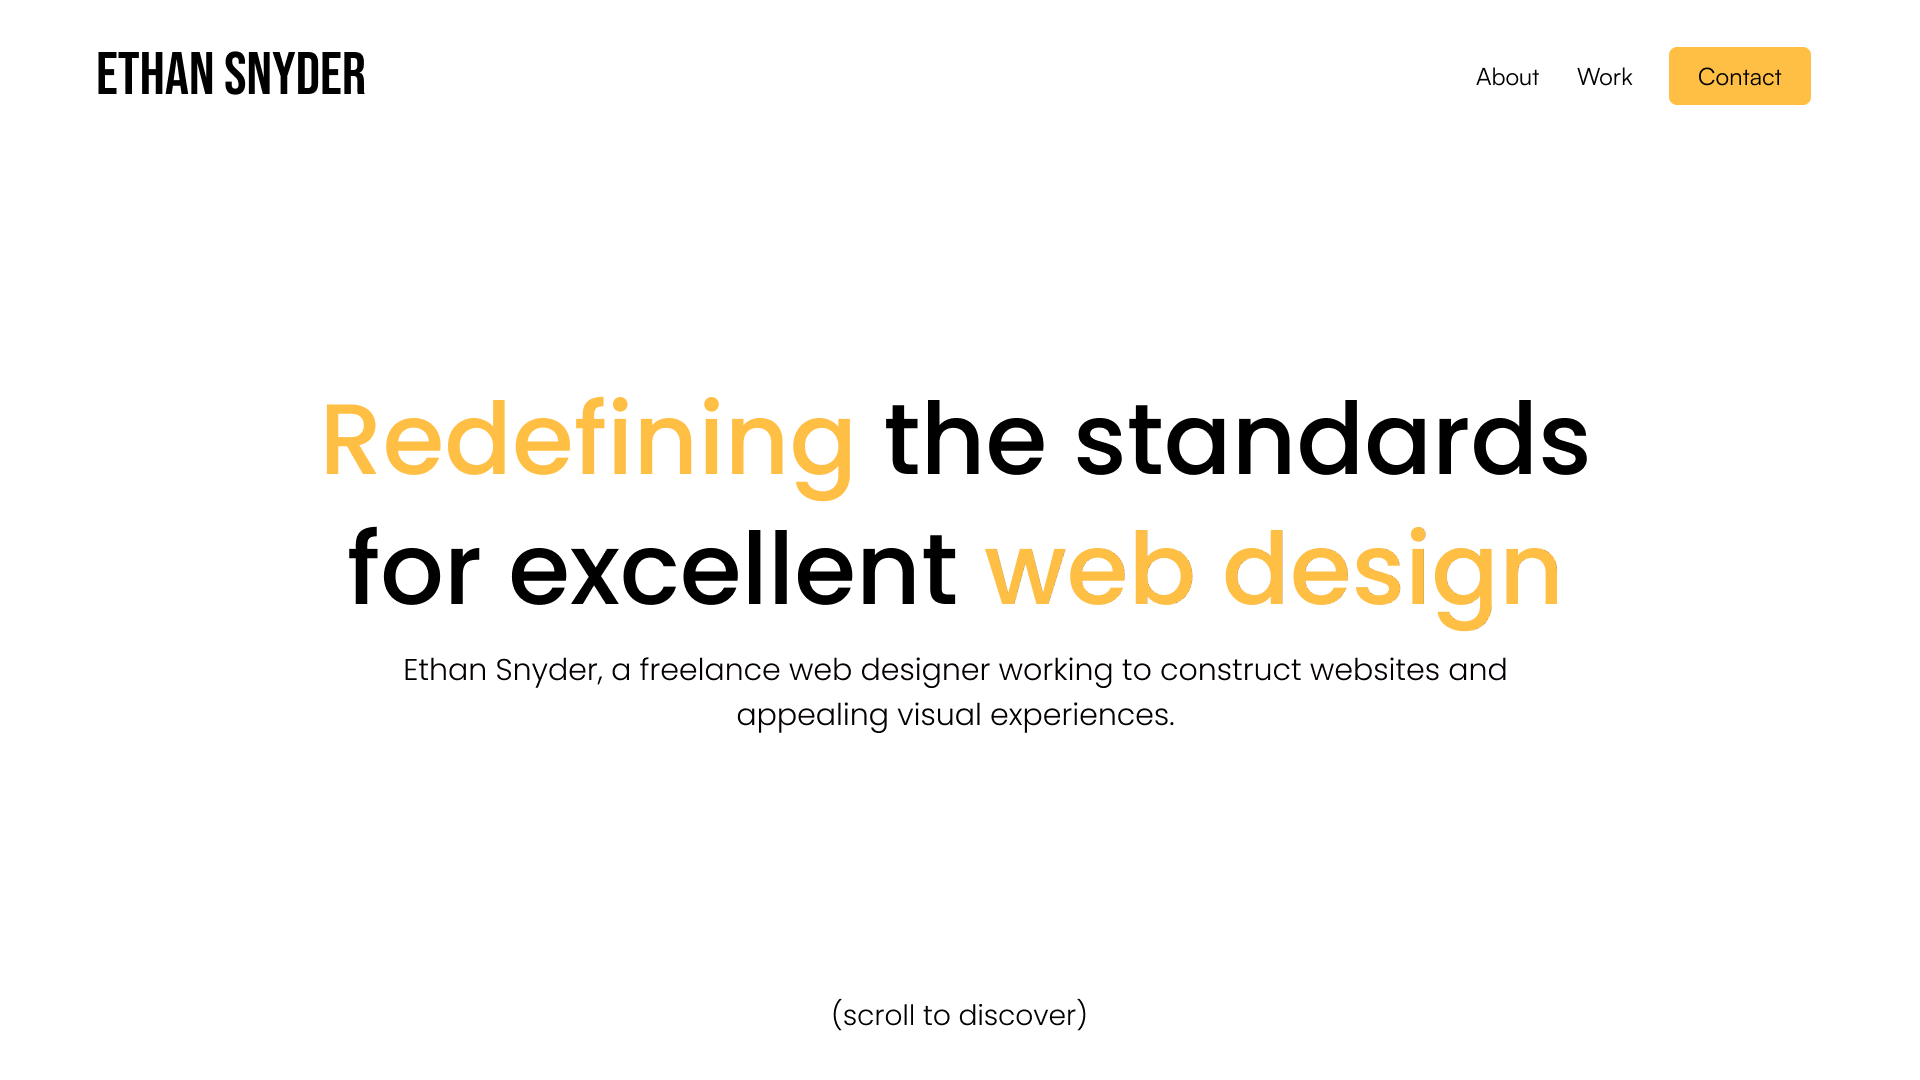 ETHAN SNYDER
About Work Contact
Redefining the standards
for excellent web design
Ethan Snyder, a freelance web designer working to construct websites and
appealing visual experiences.
(scroll to discover)